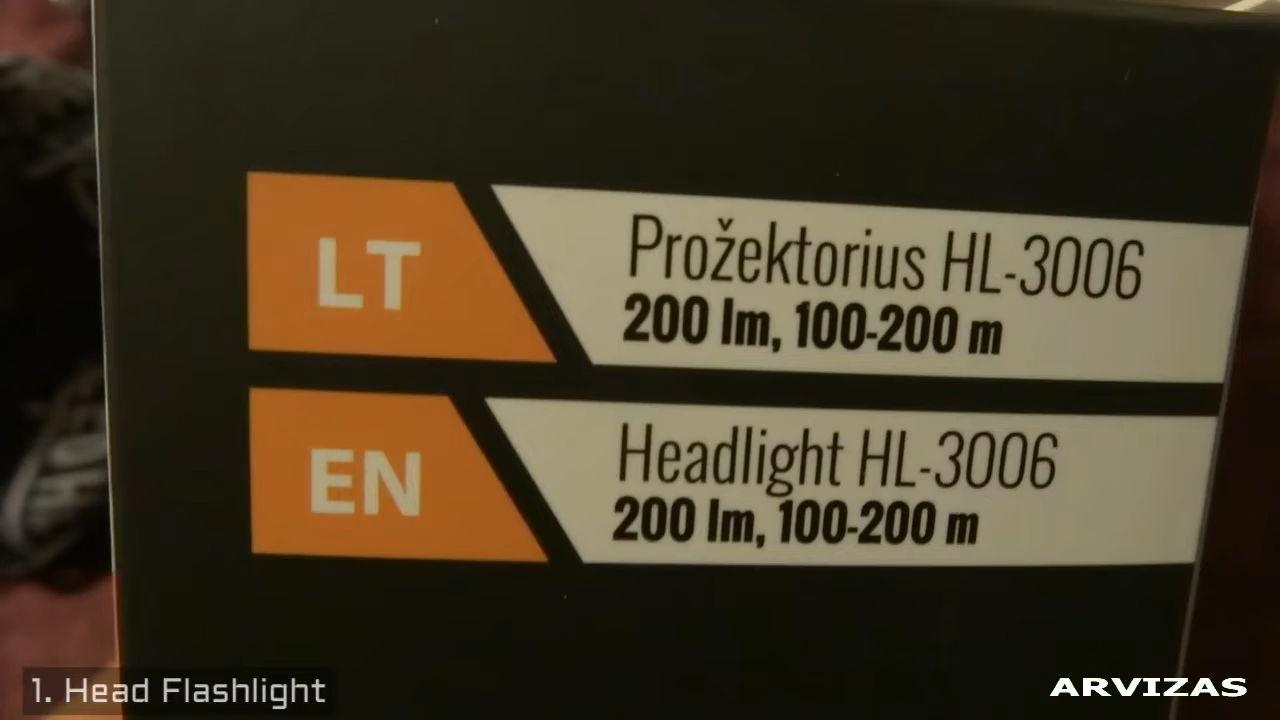 LT
Prožektorius HL-3006
200 lm, 100-200 m
EN
Headlight HL-3006
200 lm, 100-200 m
1. Head Flashlight
ARVIZAS